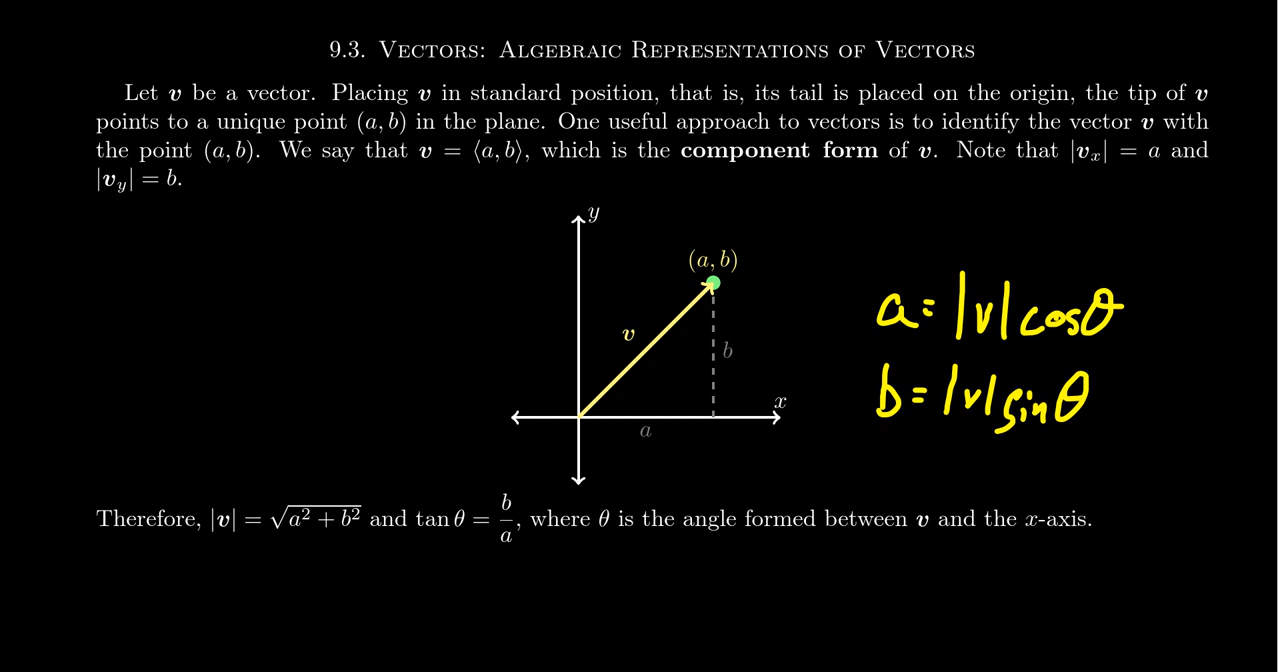 9.3. Vectors: Algebraic Representations of Vectors
Let v be a vector. Placing v in standard position, that is, its tail is placed on the origin, the tip of v
points to a unique point (a, b) in the plane. One useful approach to vectors is to identify the vector v with
the point (a, b). We say that v = ⟨a, b⟩, which is the component form of v. Note that |vₓ| = a and
|v_y| = b.
y
(a, b)
v
b
x
a
a = |v| cos θ
b = |v| sin θ
Therefore, |v| = √(a² + b²) and tan θ = b/a, where θ is the angle formed between v and the x-axis.